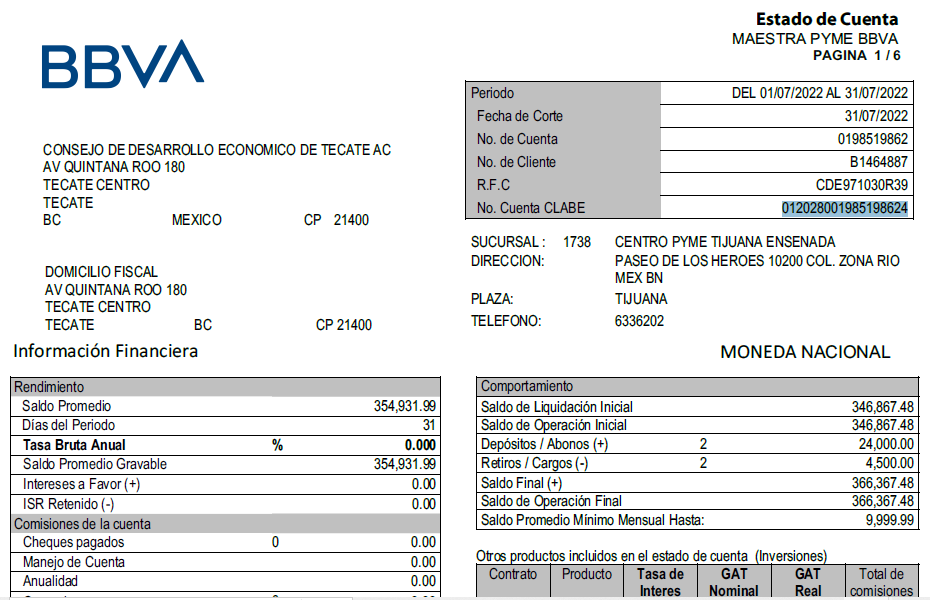 Estado de Cuenta
MAESTRA PYME BBVA
PAGINA 1 / 6
BBVA
Periodo DEL 01/07/2022 AL 31/07/2022
Fecha de Corte 31/07/2022
No. de Cuenta 0198519862
No. de Cliente B1464887
R.F.C CDE971030R39
No. Cuenta CLABE 012028001985198624
CONSEJO DE DESARROLLO ECONOMICO DE TECATE AC
AV QUINTANA ROO 180
TECATE CENTRO
TECATE
BC MEXICO CP 21400
SUCURSAL : 1738 CENTRO PYME TIJUANA ENSENADA
DIRECCION: PASEO DE LOS HEROES 10200 COL. ZONA RIO
MEX BN
PLAZA: TIJUANA
TELEFONO: 6336202
DOMICILIO FISCAL
AV QUINTANA ROO 180
TECATE CENTRO
TECATE BC CP 21400
Información Financiera
MONEDA NACIONAL
Rendimiento
Saldo Promedio 354,931.99
Días del Periodo 31
Tasa Bruta Anual % 0.000
Saldo Promedio Gravable 354,931.99
Intereses a Favor (+) 0.00
ISR Retenido (-) 0.00
Comisiones de la cuenta
Cheques pagados 0 0.00
Manejo de Cuenta 0.00
Anualidad 0.00
Comportamiento
Saldo de Liquidación Inicial 346,867.48
Saldo de Operación Inicial 346,867.48
Depósitos / Abonos (+) 2 24,000.00
Retiros / Cargos (-) 2 4,500.00
Saldo Final (+) 366,367.48
Saldo de Operación Final 366,367.48
Saldo Promedio Mínimo Mensual Hasta: 9,999.99
Otros productos incluidos en el estado de cuenta (Inversiones)
Contrato Producto Tasa de GAT GAT Total de
Interes Nominal Real comisiones